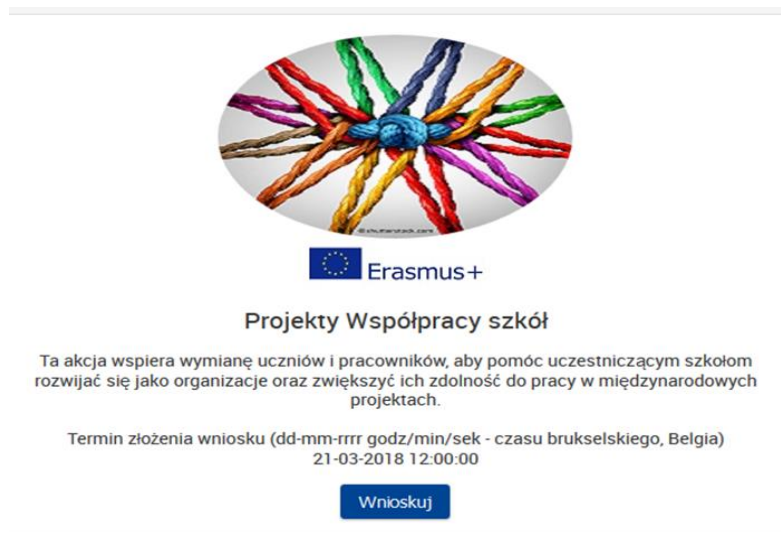 © shutterstock.com
Erasmus+
Projekty Współpracy szkół
Ta akcja wspiera wymianę uczniów i pracowników, aby pomóc uczestniczącym szkołom
rozwijać się jako organizacje oraz zwiększyć ich zdolność do pracy w międzynarodowych
projektach.
Termin złożenia wniosku (dd-mm-rrrr godz/min/sek - czasu brukselskiego, Belgia)
21-03-2018 12:00:00
Wnioskuj